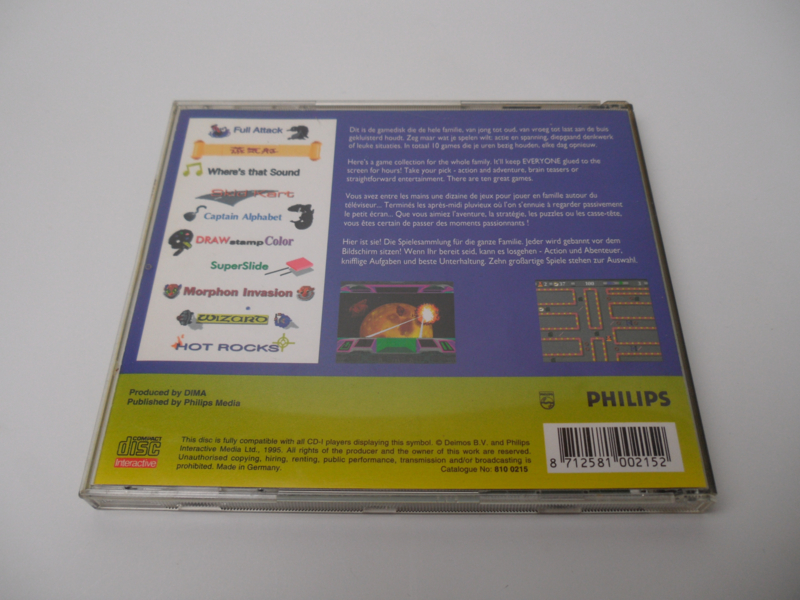 Full Attack
Where's that Sound
Captain Alphabet
DRAWstampColor
SuperSlide
Morphon Invasion
WIZARD
HOT ROCKS
Dit is de gamedisk die de hele familie, van jong tot oud, van vroeg tot laat aan de buis
gekluisterd houdt. Zeg maar wat je spelen wilt: actie en spanning, diepgaand denkwerk
of leuke situaties. In totaal 18 games die je uren bezig houden, elke dag opnieuw.
Here's a game collection for the whole family. It'll keep EVERYONE glued to the
screen for hours! Take your pick - action and adventure, brain teasers or
straightforward entertainment. There are ten great games.
Vous avez entre les mains une dizaine de jeux pour jouer en famille autour du
téléviseur... Terminés les après-midi pluvieux où l'on s'ennuie à regarder passivement
le petit écran... Que vous aimiez l'aventure, la stratégie, les puzzles ou les casse-tête,
vous êtes certain de passer des moments passionnants !
Hier ist sie! Die Spielesammlung für die ganze Familie. Jeder wird gebannt vor dem
Bildschirm sitzen! Wenn Ihr bereit seid, kann es losgehen - Action und Abenteuer,
knifflige Aufgaben und beste Unterhaltung. Zehn großartige Spiele stehen zur Auswahl.
Produced by DIMA
Published by Philips Media
PHILIPS
COMPACT
disc
Interactive
This disc is fully compatible with all CD-I players displaying this symbol. © Deimos B.V. and Philips
Interactive Media Ltd., 1995. All rights of the producer and the owner of this work are reserved.
Unauthorised copying, hiring, renting, public performance, transmission and/or broadcasting is
prohibited. Made in Germany.
Catalogue No: 810 0215
8 712581 002152